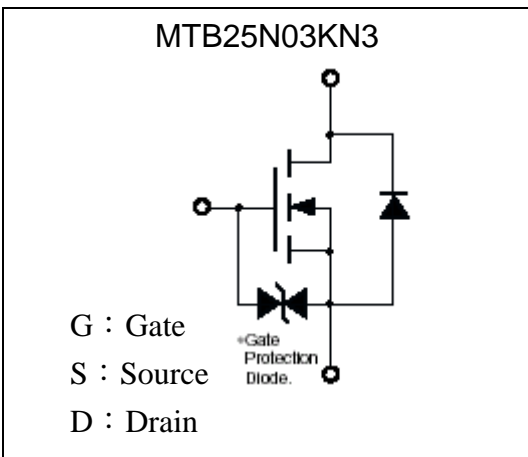 MTB25N03KN3
G：Gate
S：Source
D：Drain
*Gate
Protection
Diode.